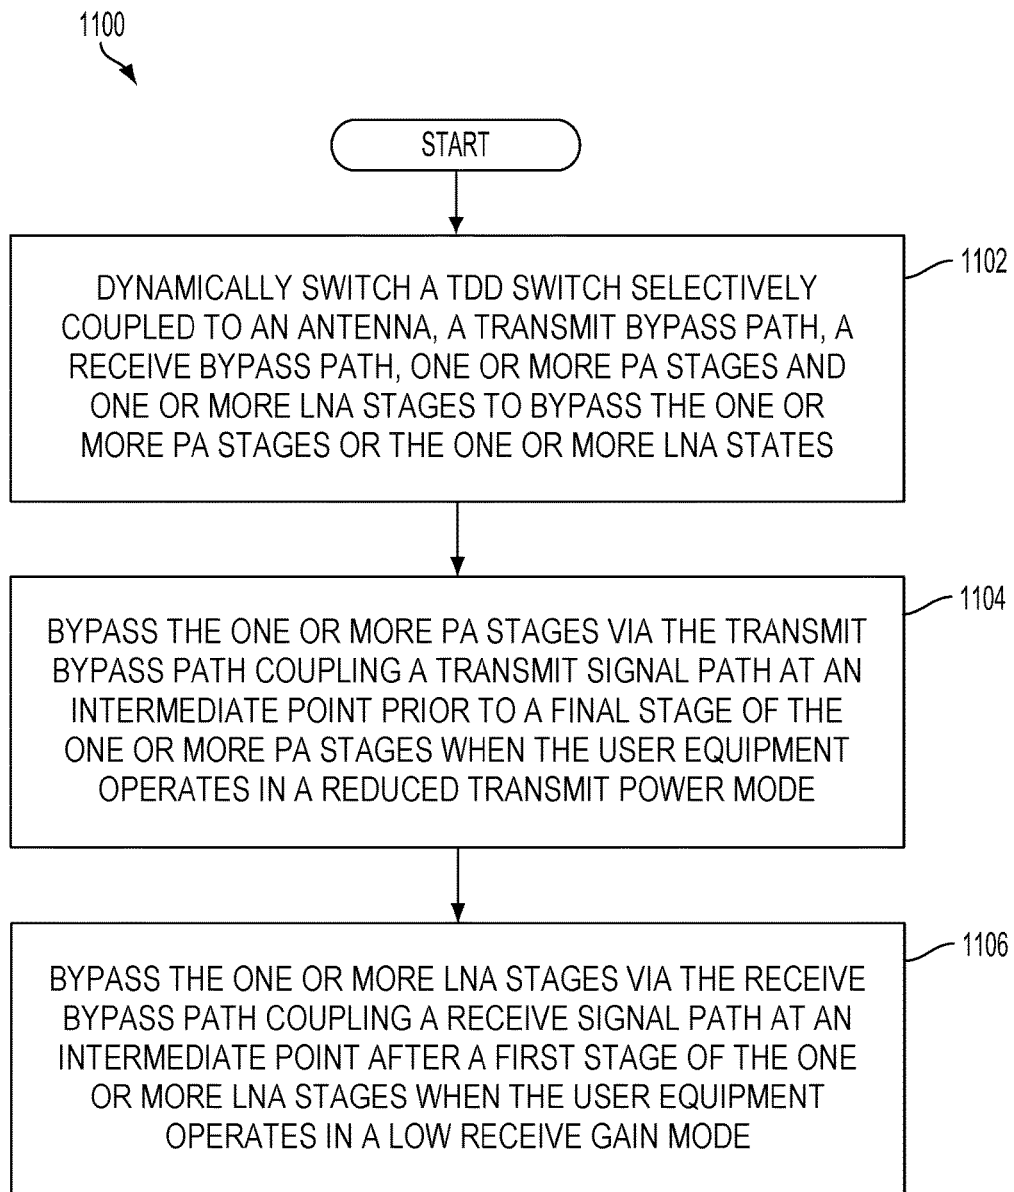 1100
START
1102
DYNAMICALLY SWITCH A TDD SWITCH SELECTIVELY
COUPLED TO AN ANTENNA, A TRANSMIT BYPASS PATH, A
RECEIVE BYPASS PATH, ONE OR MORE PA STAGES AND
ONE OR MORE LNA STAGES TO BYPASS THE ONE OR
MORE PA STAGES OR THE ONE OR MORE LNA STATES
1104
BYPASS THE ONE OR MORE PA STAGES VIA THE TRANSMIT
BYPASS PATH COUPLING A TRANSMIT SIGNAL PATH AT AN
INTERMEDIATE POINT PRIOR TO A FINAL STAGE OF THE
ONE OR MORE PA STAGES WHEN THE USER EQUIPMENT
OPERATES IN A REDUCED TRANSMIT POWER MODE
1106
BYPASS THE ONE OR MORE LNA STAGES VIA THE RECEIVE
BYPASS PATH COUPLING A RECEIVE SIGNAL PATH AT AN
INTERMEDIATE POINT AFTER A FIRST STAGE OF THE ONE
OR MORE LNA STAGES WHEN THE USER EQUIPMENT
OPERATES IN A LOW RECEIVE GAIN MODE